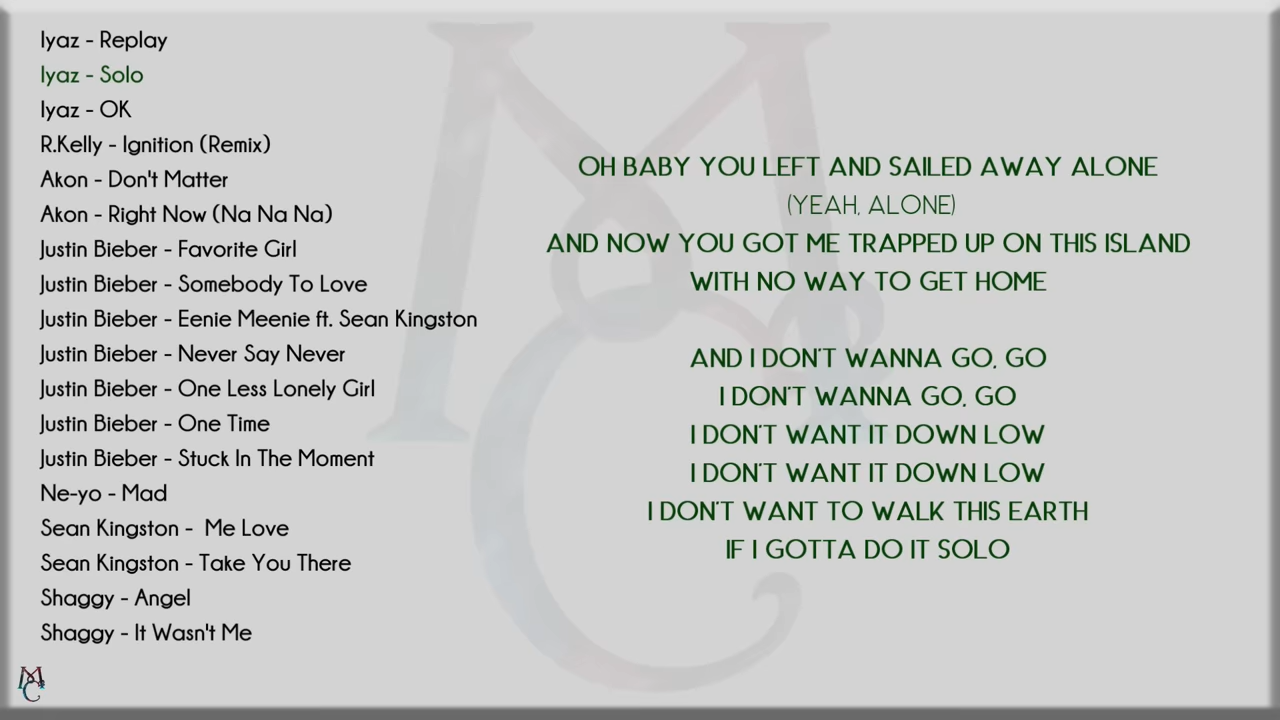 Iyaz - Replay
Iyaz - Solo
Iyaz - OK
R.Kelly - Ignition (Remix)
Akon - Don't Matter
Akon - Right Now (Na Na Na)
Justin Bieber - Favorite Girl
Justin Bieber - Somebody To Love
Justin Bieber - Eenie Meenie ft. Sean Kingston
Justin Bieber - Never Say Never
Justin Bieber - One Less Lonely Girl
Justin Bieber - One Time
Justin Bieber - Stuck In The Moment
Ne-yo - Mad
Sean Kingston -  Me Love
Sean Kingston - Take You There
Shaggy - Angel
Shaggy - It Wasn't Me
OH BABY YOU LEFT AND SAILED AWAY ALONE
(YEAH, ALONE)
AND NOW YOU GOT ME TRAPPED UP ON THIS ISLAND
WITH NO WAY TO GET HOME
AND I DON'T WANNA GO, GO
I DON'T WANNA GO, GO
I DON'T WANT IT DOWN LOW
I DON'T WANT IT DOWN LOW
I DON'T WANT TO WALK THIS EARTH
IF I GOTTA DO IT SOLO
MC
MC